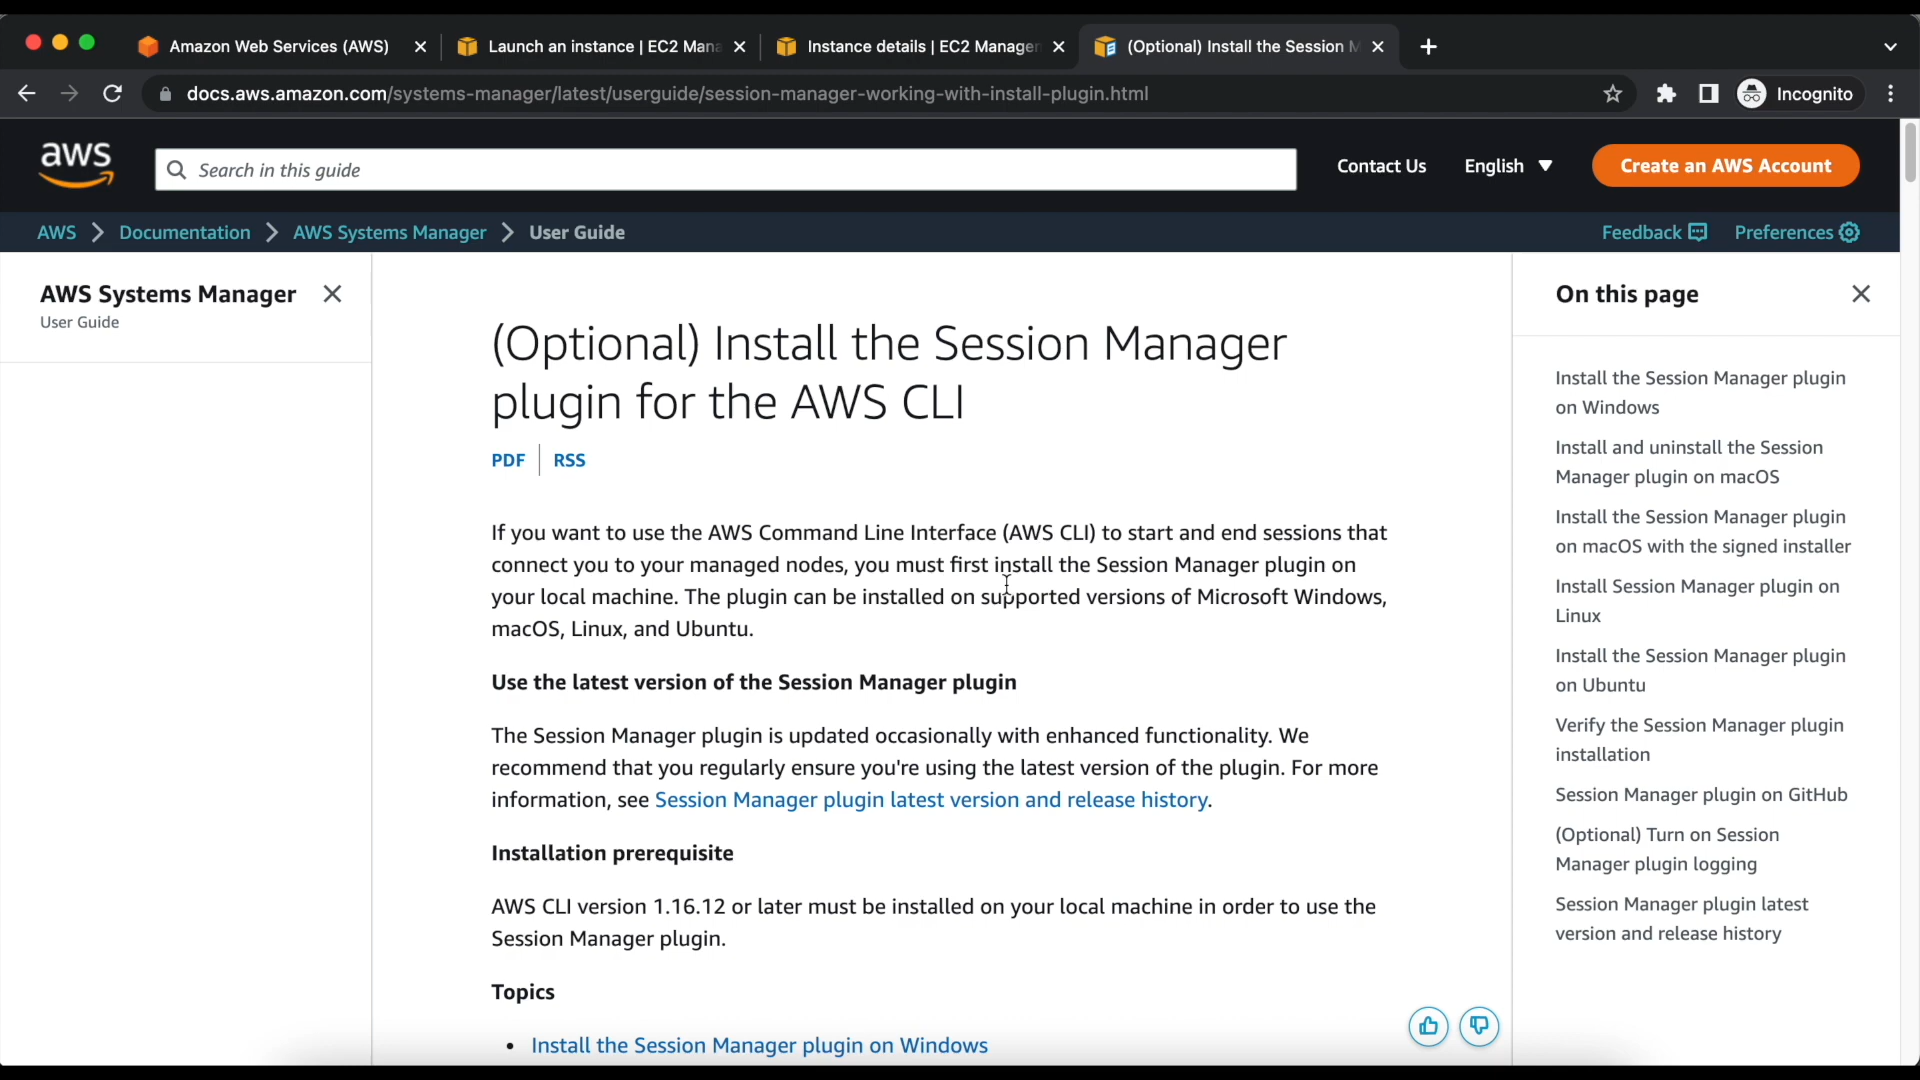 Amazon Web Services (AWS)
Launch an instance | EC2 Mana
Instance details | EC2 Manager
(Optional) Install the Session M
docs.aws.amazon.com/systems-manager/latest/userguide/session-manager-working-with-install-plugin.html
Incognito
aws
Search in this guide
Contact Us
English
Create an AWS Account
AWS
Documentation
AWS Systems Manager
User Guide
Feedback
Preferences
AWS Systems Manager
User Guide
(Optional) Install the Session Manager
plugin for the AWS CLI
PDF
RSS
If you want to use the AWS Command Line Interface (AWS CLI) to start and end sessions that
connect you to your managed nodes, you must first install the Session Manager plugin on
your local machine. The plugin can be installed on supported versions of Microsoft Windows,
macOS, Linux, and Ubuntu.
Use the latest version of the Session Manager plugin
The Session Manager plugin is updated occasionally with enhanced functionality. We
recommend that you regularly ensure you're using the latest version of the plugin. For more
information, see Session Manager plugin latest version and release history.
Installation prerequisite
AWS CLI version 1.16.12 or later must be installed on your local machine in order to use the
Session Manager plugin.
Topics
• Install the Session Manager plugin on Windows
On this page
Install the Session Manager plugin
on Windows
Install and uninstall the Session
Manager plugin on macOS
Install the Session Manager plugin
on macOS with the signed installer
Install Session Manager plugin on
Linux
Install the Session Manager plugin
on Ubuntu
Verify the Session Manager plugin
installation
Session Manager plugin on GitHub
(Optional) Turn on Session
Manager plugin logging
Session Manager plugin latest
version and release history